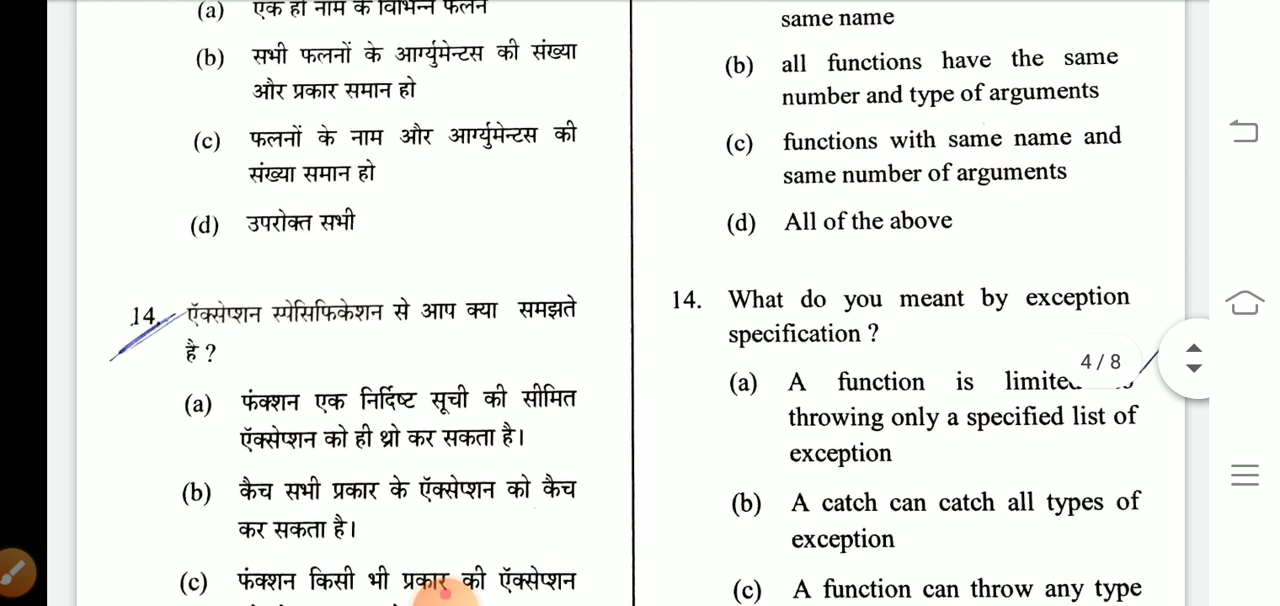 (a) एक ही नाम के विभिन्न फलन
(b) सभी फलनों के आर्ग्युमेन्टस की संख्या
और प्रकार समान हो
(c) फलनों के नाम और आर्ग्युमेन्टस की
संख्या समान हो
(d) उपरोक्त सभी
14. ऍक्सेप्शन स्पेसिफिकेशन से आप क्या समझते
है ?
(a) फंक्शन एक निर्दिष्ट सूची की सीमित
ऍक्सेप्शन को ही थ्रो कर सकता है।
(b) कैच सभी प्रकार के ऍक्सेप्शन को कैच
कर सकता है।
(c) फंक्शन किसी भी प्रकार की ऍक्सेप्शन
same name
(b) all functions have the same
number and type of arguments
(c) functions with same name and
same number of arguments
(d) All of the above
14. What do you meant by exception
specification ?
(a) A function is limited
throwing only a specified list of
exception
(b) A catch can catch all types of
exception
(c) A function can throw any type
4/8